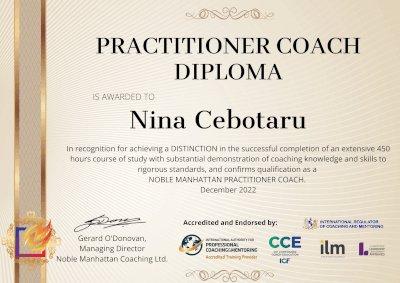 PRACTITIONER COACH
DIPLOMA
IS AWARDED TO
Nina Cebotaru
In recognition for achieving a DISTINCTION in the successful completion of an extensive 450
hours course of study with substantial demonstration of coaching knowledge and skills to
rigorous standards, and confirms qualification as a
NOBLE MANHATTAN PRACTITIONER COACH.
December 2022
Gerard O'Donovan,
Managing Director
Noble Manhattan Coaching Ltd.
Accredited and Endorsed by:
INTERNATIONAL AUTHORITY FOR
PROFESSIONAL
COACHING&MENTORING
Accredited Training Provider
CCE
ICF
INTERNATIONAL REGULATOR
OF COACHING AND MENTORING
ilm